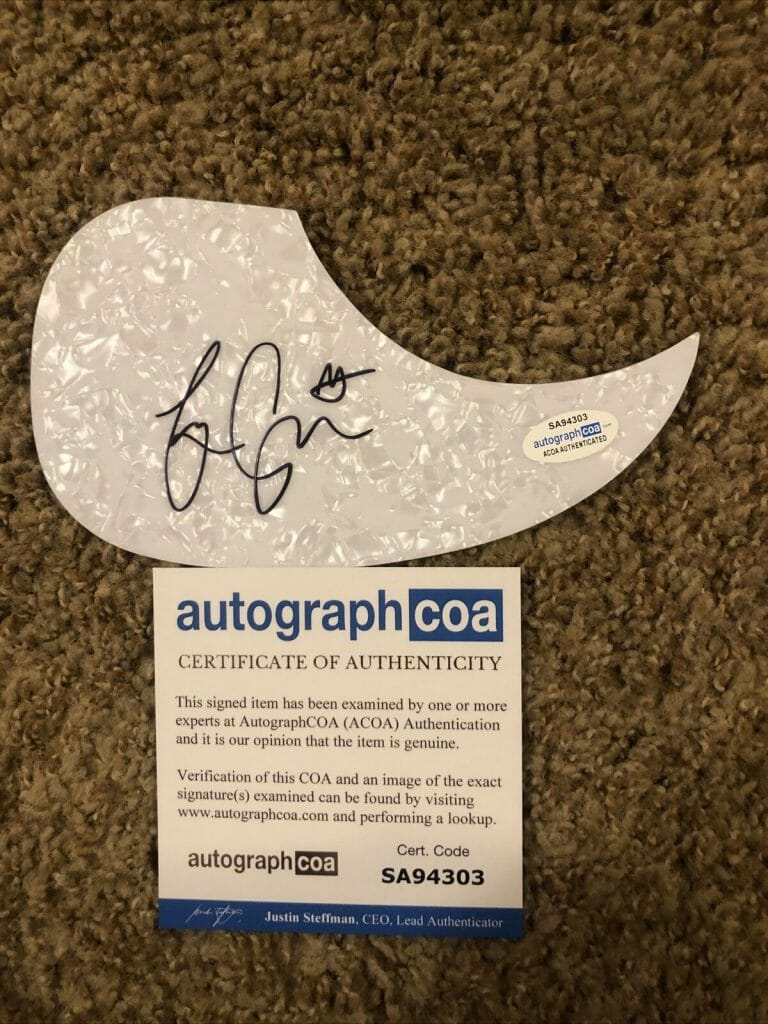 SA94303
autographcoa.com
ACOA AUTHENTICATED
autographcoa
CERTIFICATE OF AUTHENTICITY
This signed item has been examined by one or more
experts at AutographCOA (ACOA) Authentication
and it is our opinion that the item is genuine.
Verification of this COA and an image of the exact
signature(s) examined can be found by visiting
www.autographcoa.com and performing a lookup.
autographcoa
Cert. Code
SA94303
Justin Steffman, CEO, Lead Authenticator